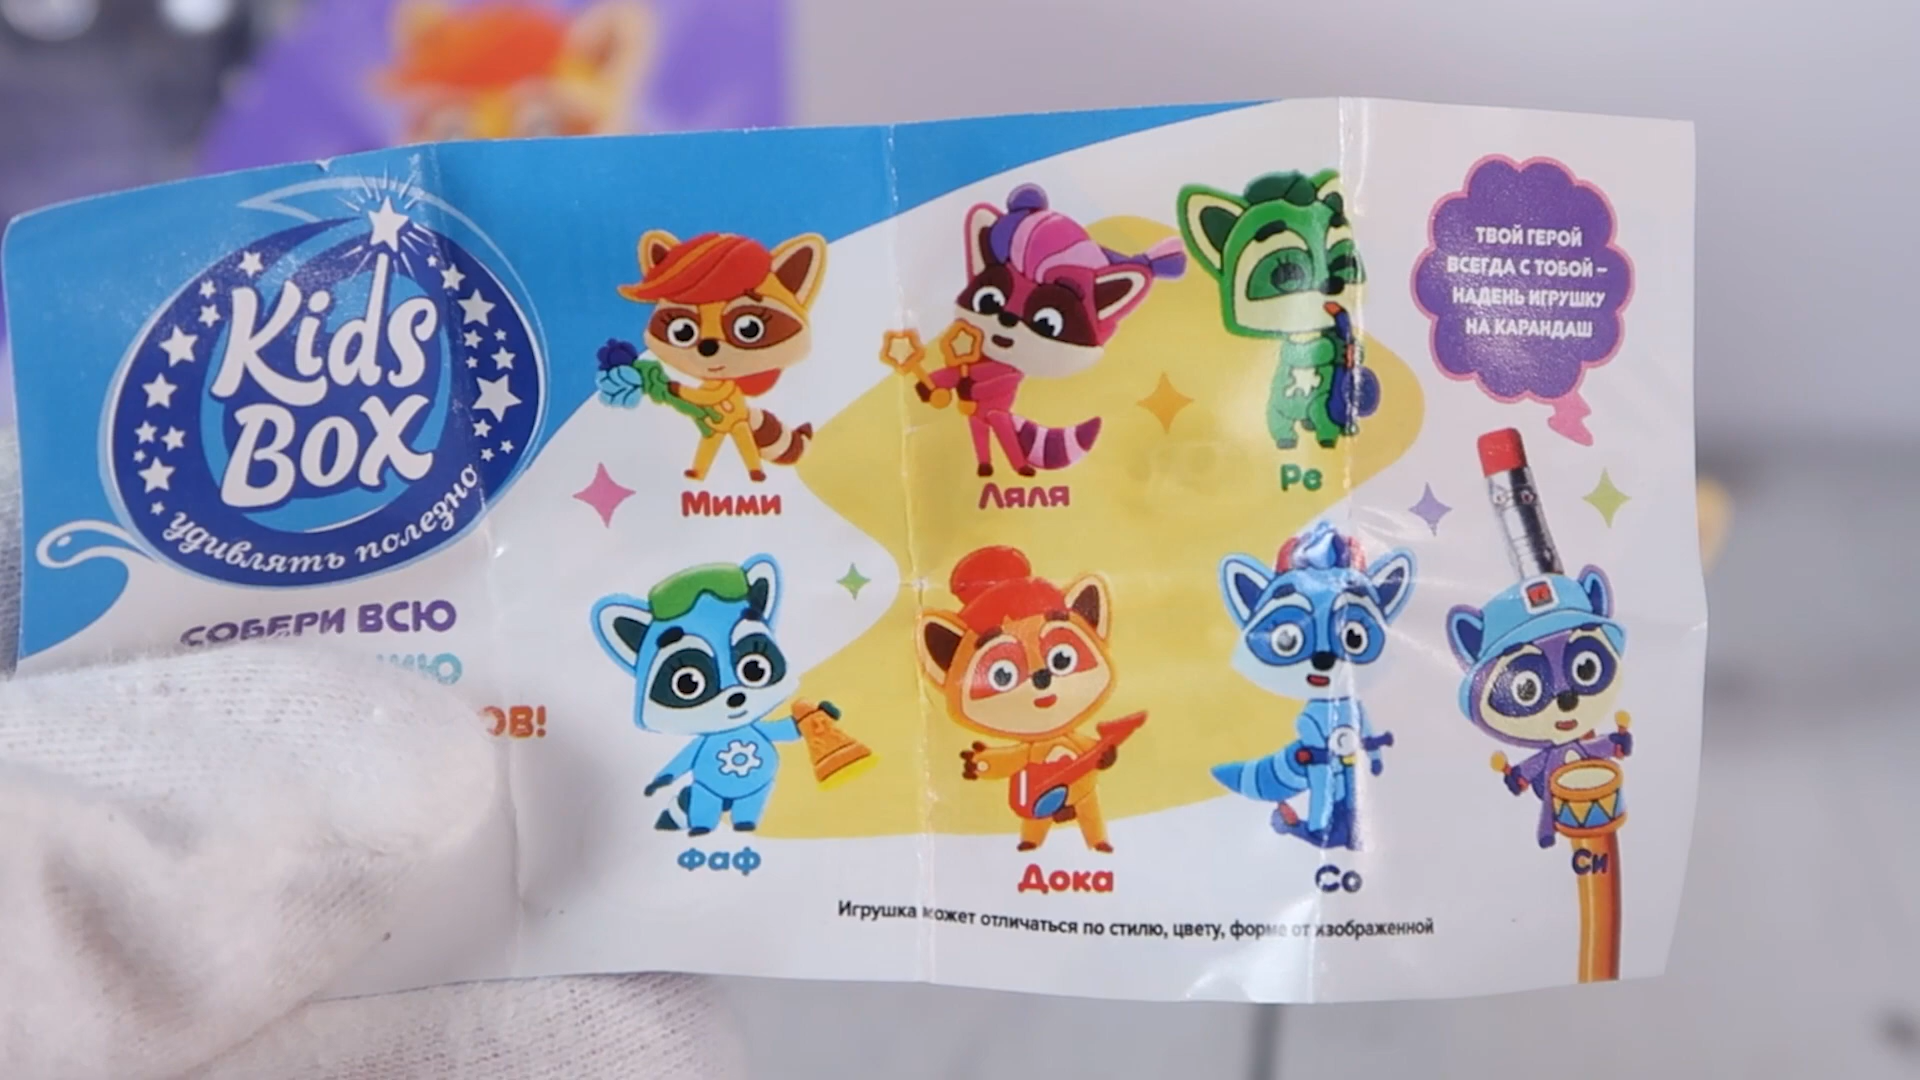 Kids
BOX
удивлять полезно
СОБЕРИ ВСЮ
Мими
Ляля
Ре
ТВОЙ ГЕРОЙ
ВСЕГДА С ТОБОЙ –
НАДЕНЬ ИГРУШКУ
НА КАРАНДАШ
Фаф
Дока
Со
Си
Игрушка может отличаться по стилю, цвету, форме от изображенной